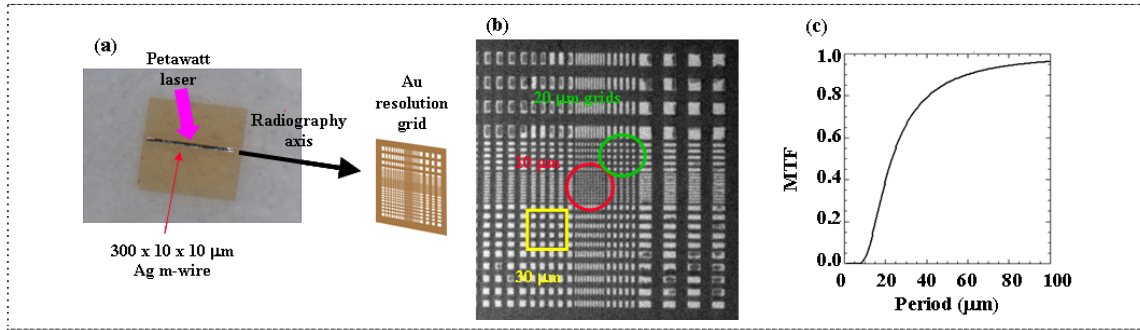 (a)
Petawatt
laser
Radiography
axis
300 x 10 x 10 μm
Ag m-wire
Au
resolution
grid
(b)
20 μm grids
10 μm
30 μm
(c)
1.0
0.8
0.6
0.4
0.2
0.0
MTF
0 20 40 60 80 100
Period (μm)